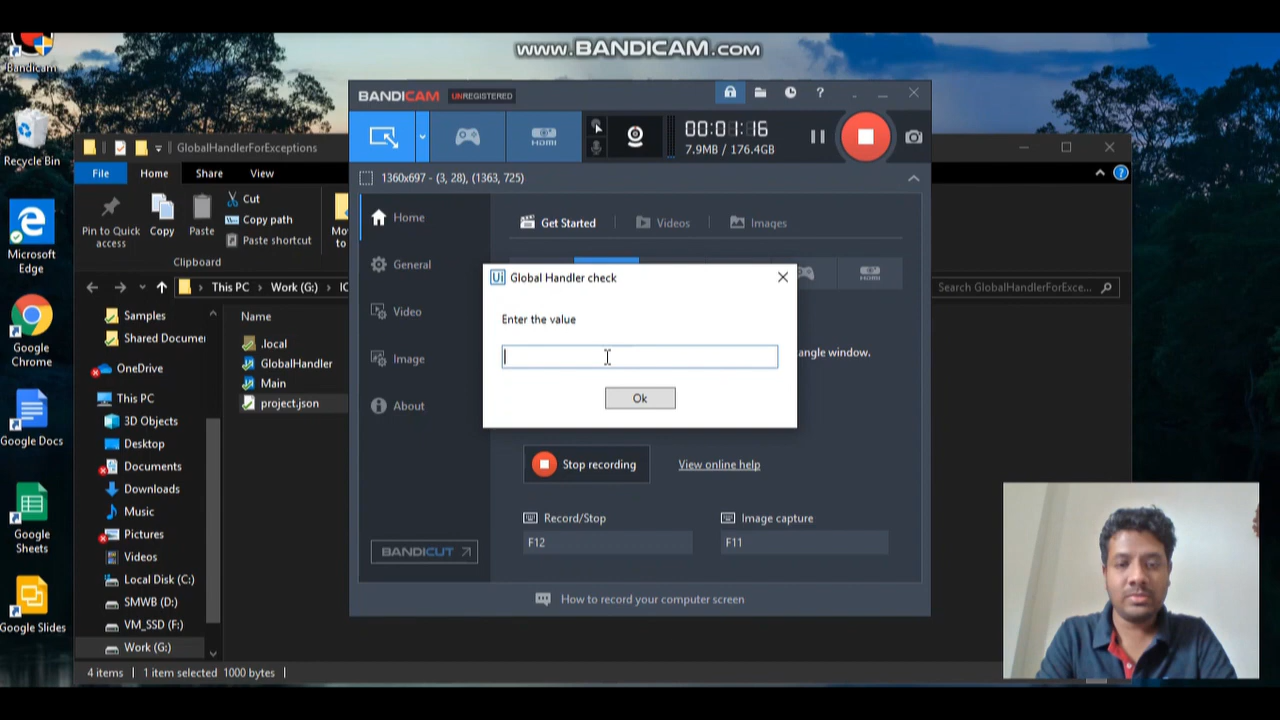 www.BANDICAM.com
Bandicam
Recycle Bin
Microsoft
Edge
Google
Chrome
Google Docs
Google
Sheets
Google Slides
GlobalHandlerForExceptions
File
Home
Share
View
Pin to Quick
access
Copy
Paste
Cut
Copy path
Paste shortcut
Clipboard
This PC
Work (G:)
Search GlobalHandlerForExce...
Samples
Shared Documer
OneDrive
This PC
3D Objects
Desktop
Documents
Downloads
Music
Pictures
Videos
Local Disk (C:)
SMWB (D:)
VM_SSD (F:)
Work (G:)
Name
.local
GlobalHandler
Main
project.json
4 items
1 item selected 1000 bytes
BANDICAM UNREGISTERED
HDMI
00:01:16
7.9MB / 176.4GB
1360x697 - (3, 28), (1363, 725)
Home
General
Video
Image
About
BANDICUT
Get Started
Videos
Images
HDMI
angle window.
Ui Global Handler check
Enter the value
Ok
Stop recording
View online help
Record/Stop
F12
Image capture
F11
How to record your computer screen